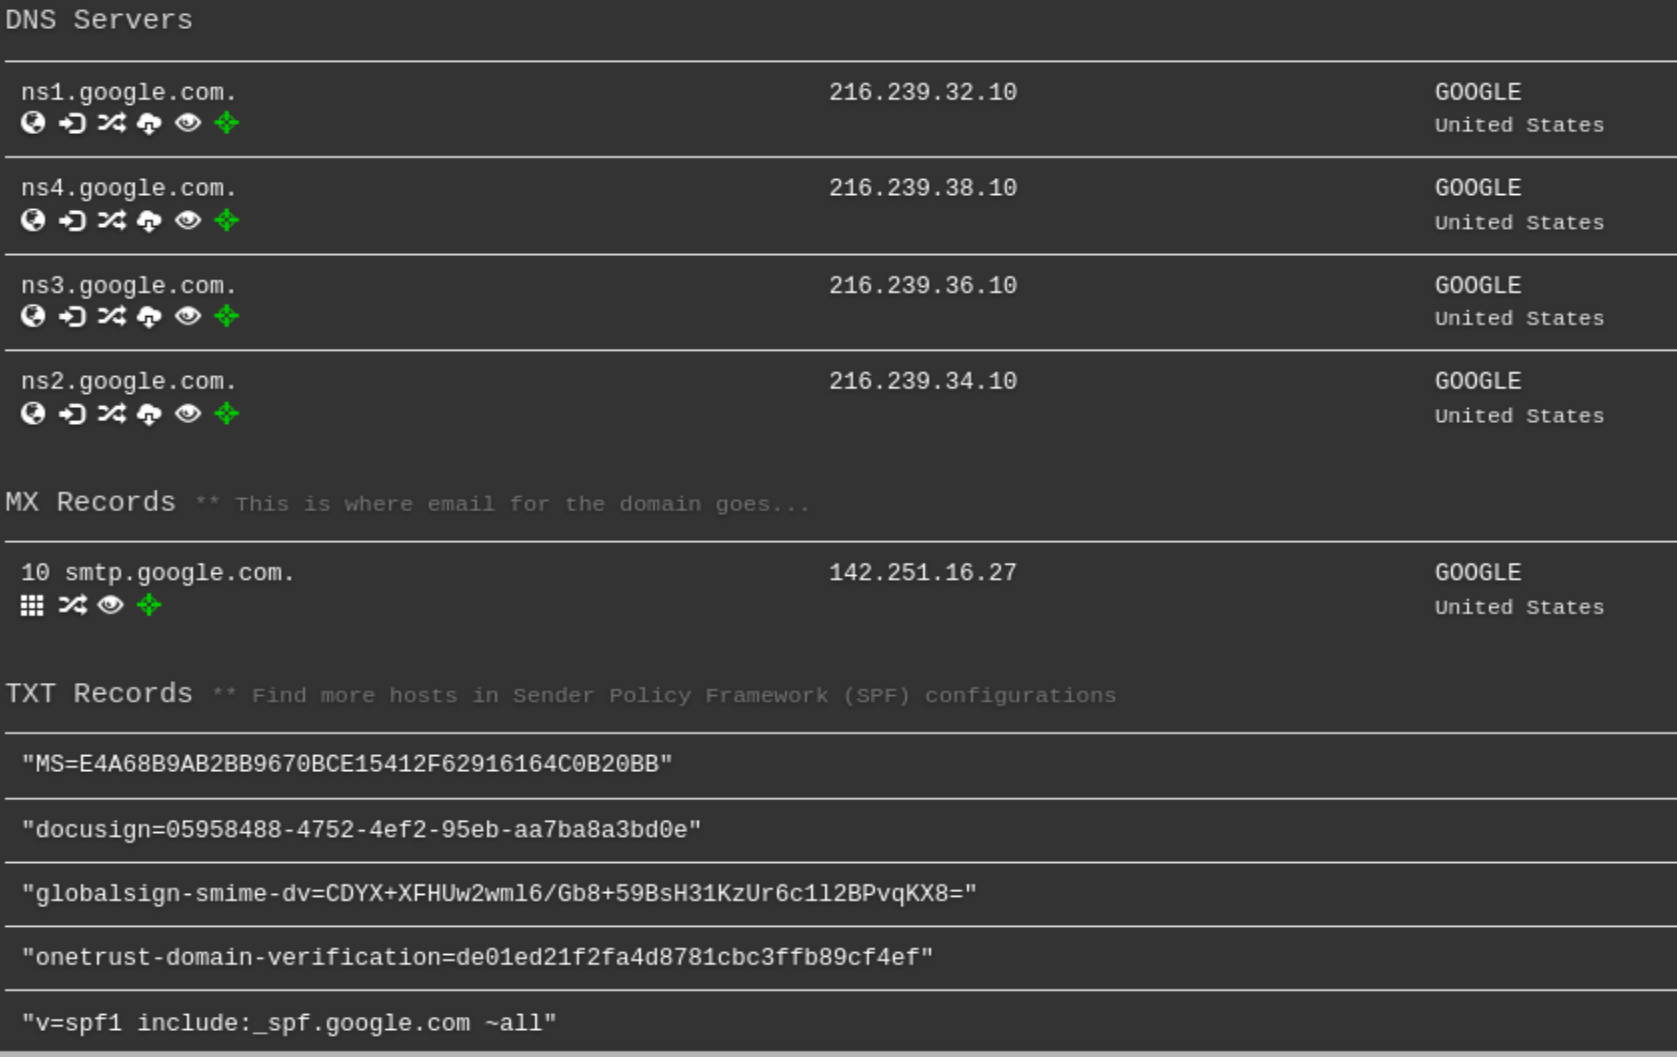 DNS Servers
ns1.google.com. 216.239.32.10 GOOGLE
United States
ns4.google.com. 216.239.38.10 GOOGLE
United States
ns3.google.com. 216.239.36.10 GOOGLE
United States
ns2.google.com. 216.239.34.10 GOOGLE
United States
MX Records ** This is where email for the domain goes...
10 smtp.google.com. 142.251.16.27 GOOGLE
United States
TXT Records ** Find more hosts in Sender Policy Framework (SPF) configurations
"MS=E4A68B9AB2BB9670BCE15412F62916164C0B20BB"
"docusign=05958488-4752-4ef2-95eb-aa7ba8a3bd0e"
"globalsign-smime-dv=CDYX+XFHUw2wml6/Gb8+59BsH31KzUr6c1l2BPvqKX8="
"onetrust-domain-verification=de01ed21f2fa4d8781cbc3ffb89cf4ef"
"v=spf1 include:_spf.google.com ~all"